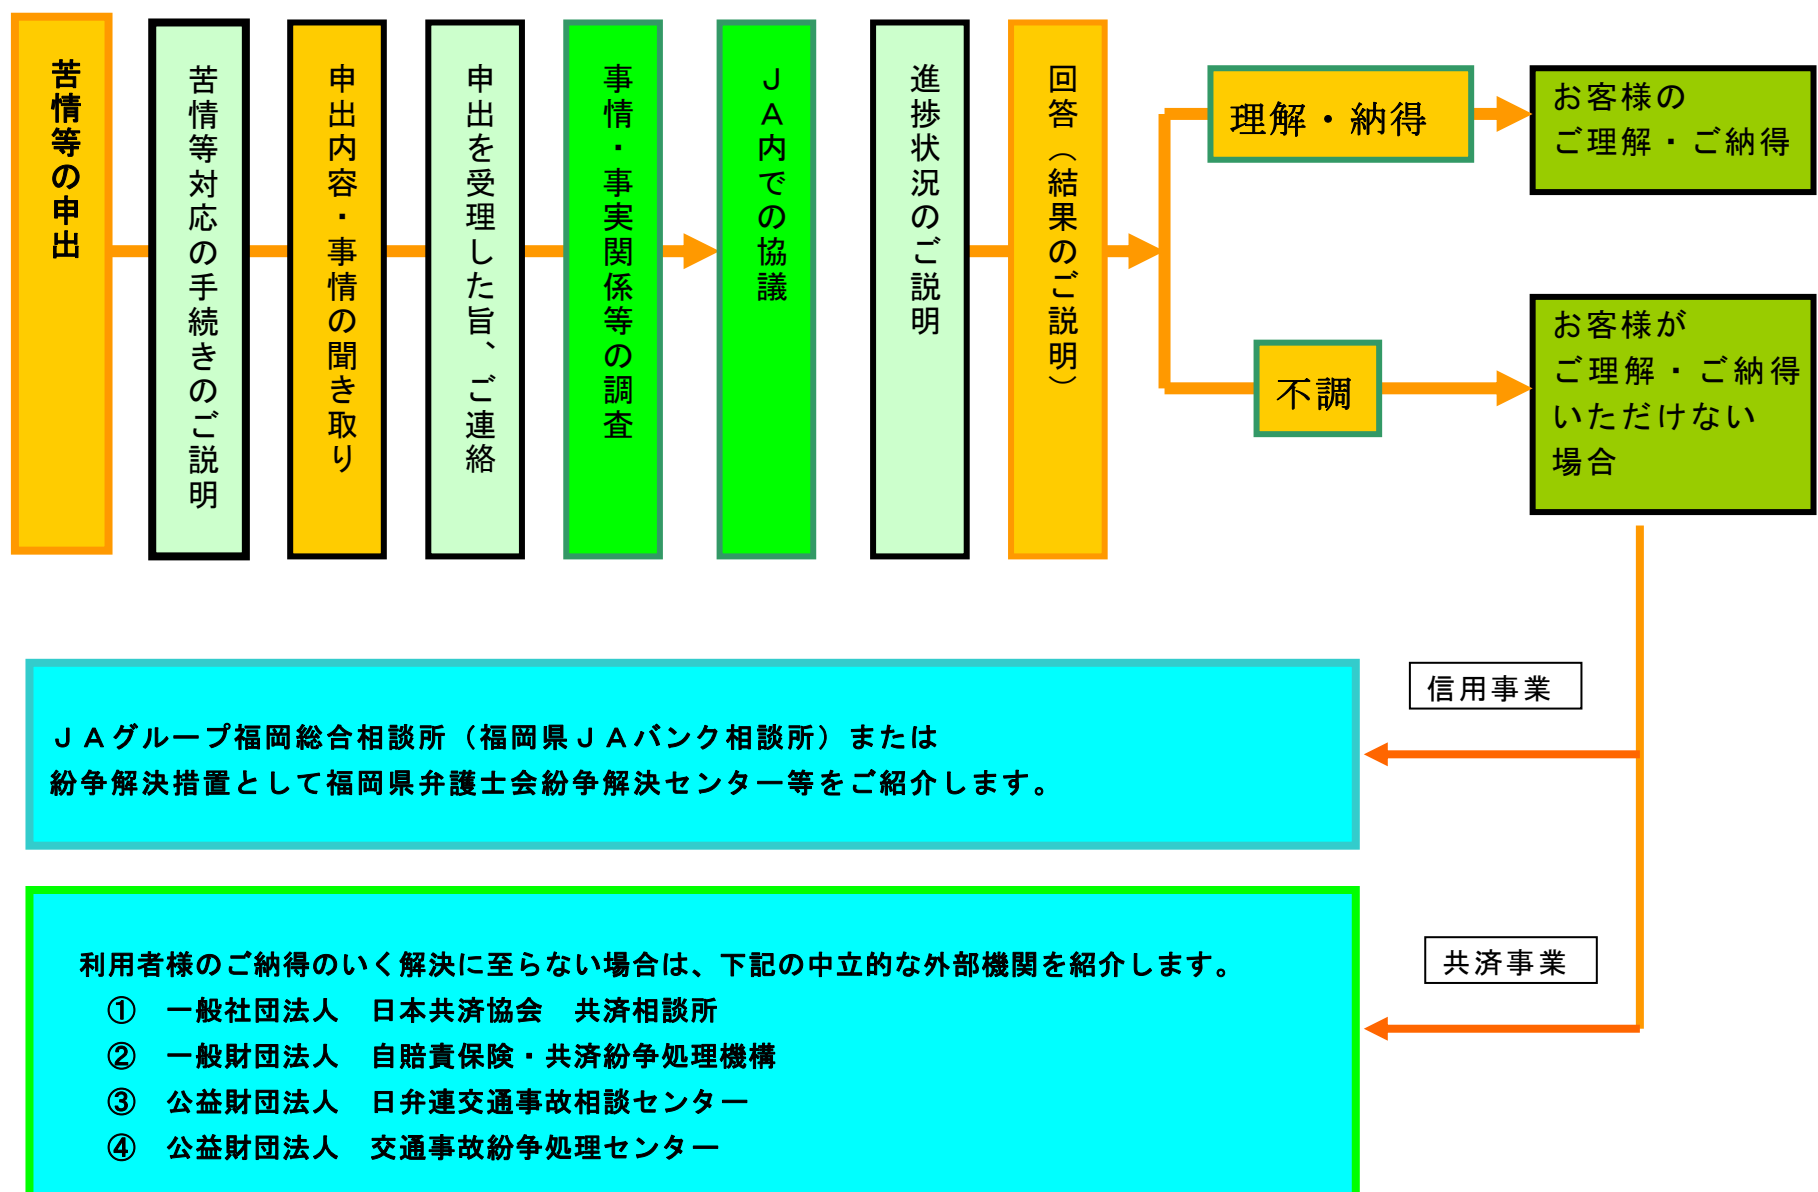 苦情等の申出
苦情等対応の手続きのご説明
申出内容・事情の聞き取り
申出を受理した旨、ご連絡
事情・事実関係等の調査
ＪＡ内での協議
進捗状況のご説明
回答（結果のご説明）
理解・納得
お客様の
ご理解・ご納得
不調
お客様が
ご理解・ご納得
いただけない
場合
信用事業
ＪＡグループ福岡総合相談所（福岡県ＪＡバンク相談所）または
紛争解決措置として福岡県弁護士会紛争解決センター等をご紹介します。
共済事業
利用者様のご納得のいく解決に至らない場合は、下記の中立的な外部機関を紹介します。
①　一般社団法人　日本共済協会　共済相談所
②　一般財団法人　自賠責保険・共済紛争処理機構
③　公益財団法人　日弁連交通事故相談センター
④　公益財団法人　交通事故紛争処理センター